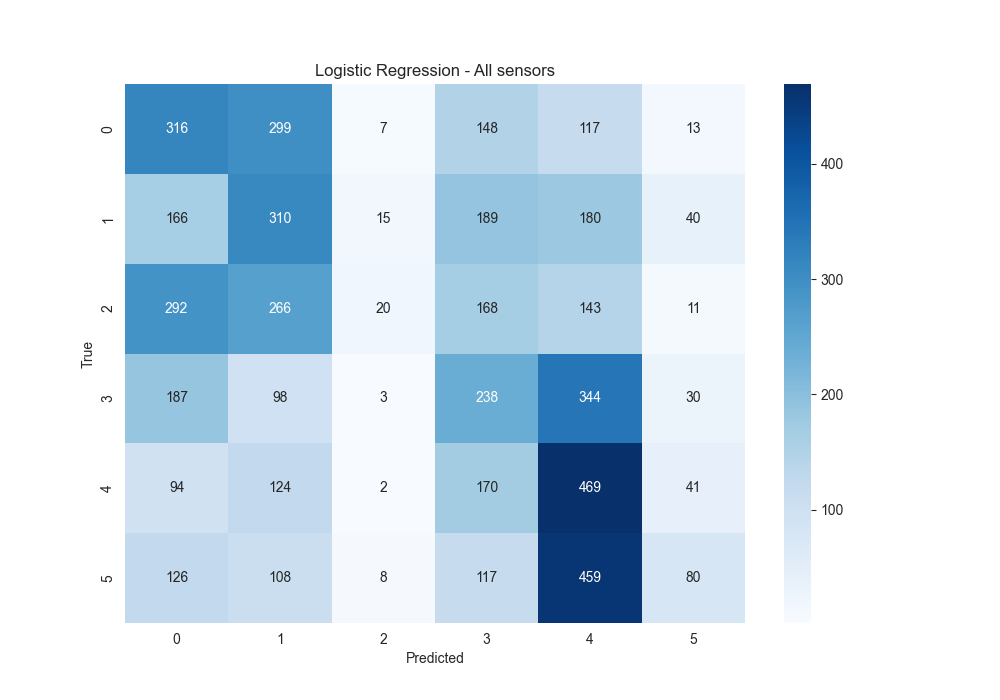 Logistic Regression - All sensors
0 316 299 7 148 117 13
1 166 310 15 189 180 40
2 292 266 20 168 143 11
3 187 98 3 238 344 30
4 94 124 2 170 469 41
5 126 108 8 117 459 80
0 1 2 3 4 5
Predicted
True
400
300
200
100